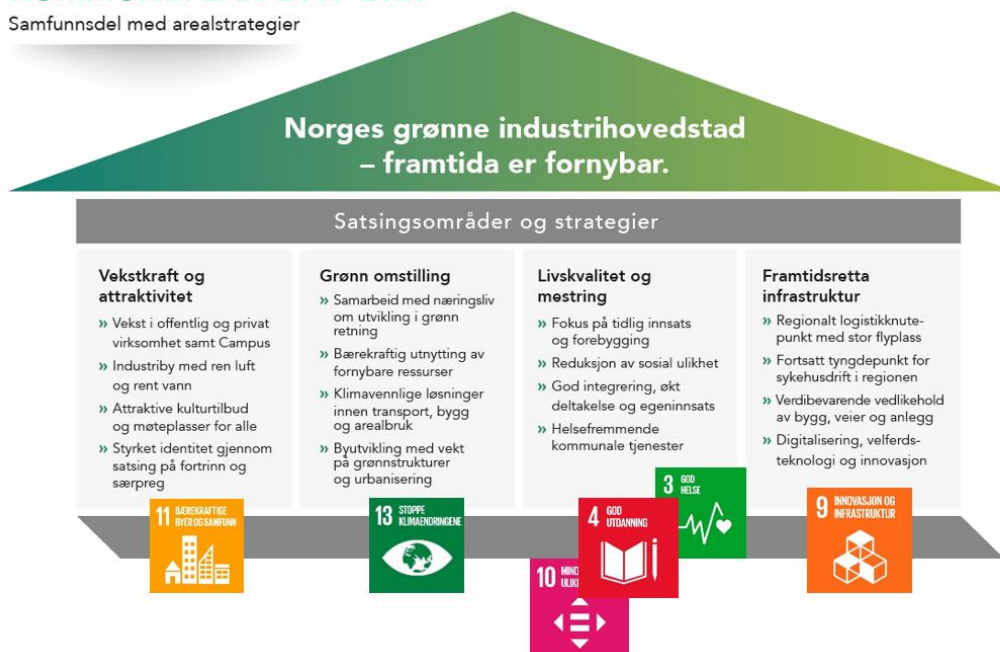 Samfunnsdel med arealstrategier
Norges grønne industrihovedstad
– framtida er fornybar.
Satsingsområder og strategier
Vekstkraft og
attraktivitet
» Vekst i offentlig og privat
virksomhet samt Campus
» Industriby med ren luft
og rent vann
» Attraktive kulturtilbud
og møteplasser for alle
» Styrket identitet gjennom
satsing på fortrinn og
særpreg
Grønn omstilling
» Samarbeid med næringsliv
om utvikling i grønn
retning
» Bærekraftig utnytting av
fornybare ressurser
» Klimavennlige løsninger
innen transport, bygg
og arealbruk
» Byutvikling med vekt
på grønnstrukturer
og urbanisering
Livskvalitet og
mestring
» Fokus på tidlig innsats
og forebygging
» Reduksjon av sosial ulikhet
» God integrering, økt
deltakelse og egeninnsats
» Helsefremmende
kommunale tjenester
Framtidsretta
infrastruktur
» Regionalt logistikknute-
punkt med stor flyplass
» Fortsatt tyngdepunkt for
sykehusdrift i regionen
» Verdibevarende vedlikehold
av bygg, veier og anlegg
» Digitalisering, velferds-
teknologi og innovasjon
11 BÆREKRAFTIGE
BYER OG SAMFUNN
13 STOPPE
KLIMAENDRINGENE
10
4 GOD
UTDANNING
3 GOD
HELSE
9 INNOVASJON OG
INFRASTRUKTUR